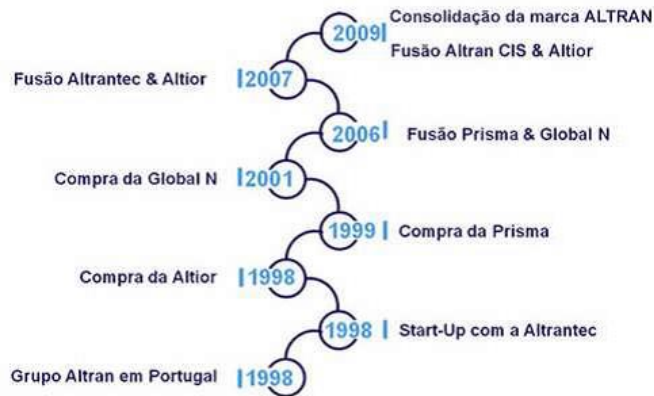 2009 Consolidação da marca ALTRAN
Fusão Altran CIS & Altior
Fusão Altrantec & Altior 2007
2006 Fusão Prisma & Global N
Compra da Global N 2001
1999 Compra da Prisma
Compra da Altior 1998
1998 Start-Up com a Altrantec
Grupo Altran em Portugal 1998